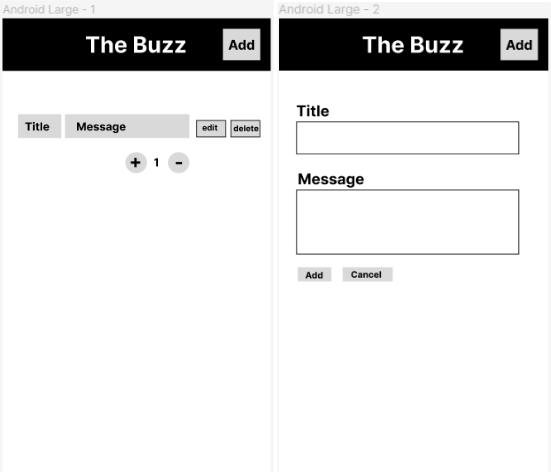 Android Large - 1
The Buzz Add
Title Message edit delete
+ 1 -
Android Large - 2
The Buzz Add
Title
Message
Add Cancel